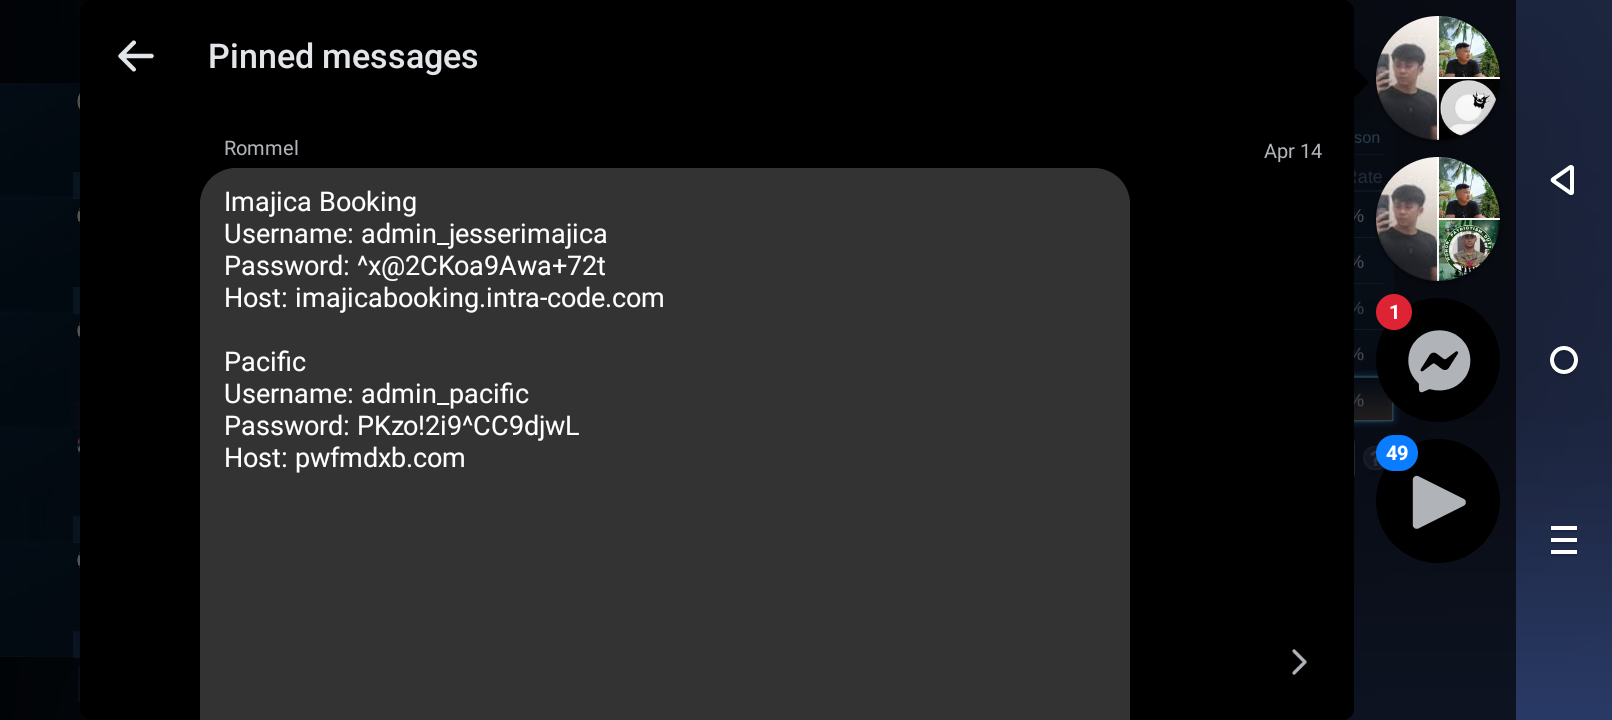 Pinned messages
Rommel
Apr 14
Imajica Booking
Username: admin_jesserimajica
Password: ^x@2CKoa9Awa+72t
Host: imajicabooking.intra-code.com
Pacific
Username: admin_pacific
Password: PKzo!2i9^CC9djwL
Host: pwfmdxb.com
son
Rate
%
%
%
%
%
1
49